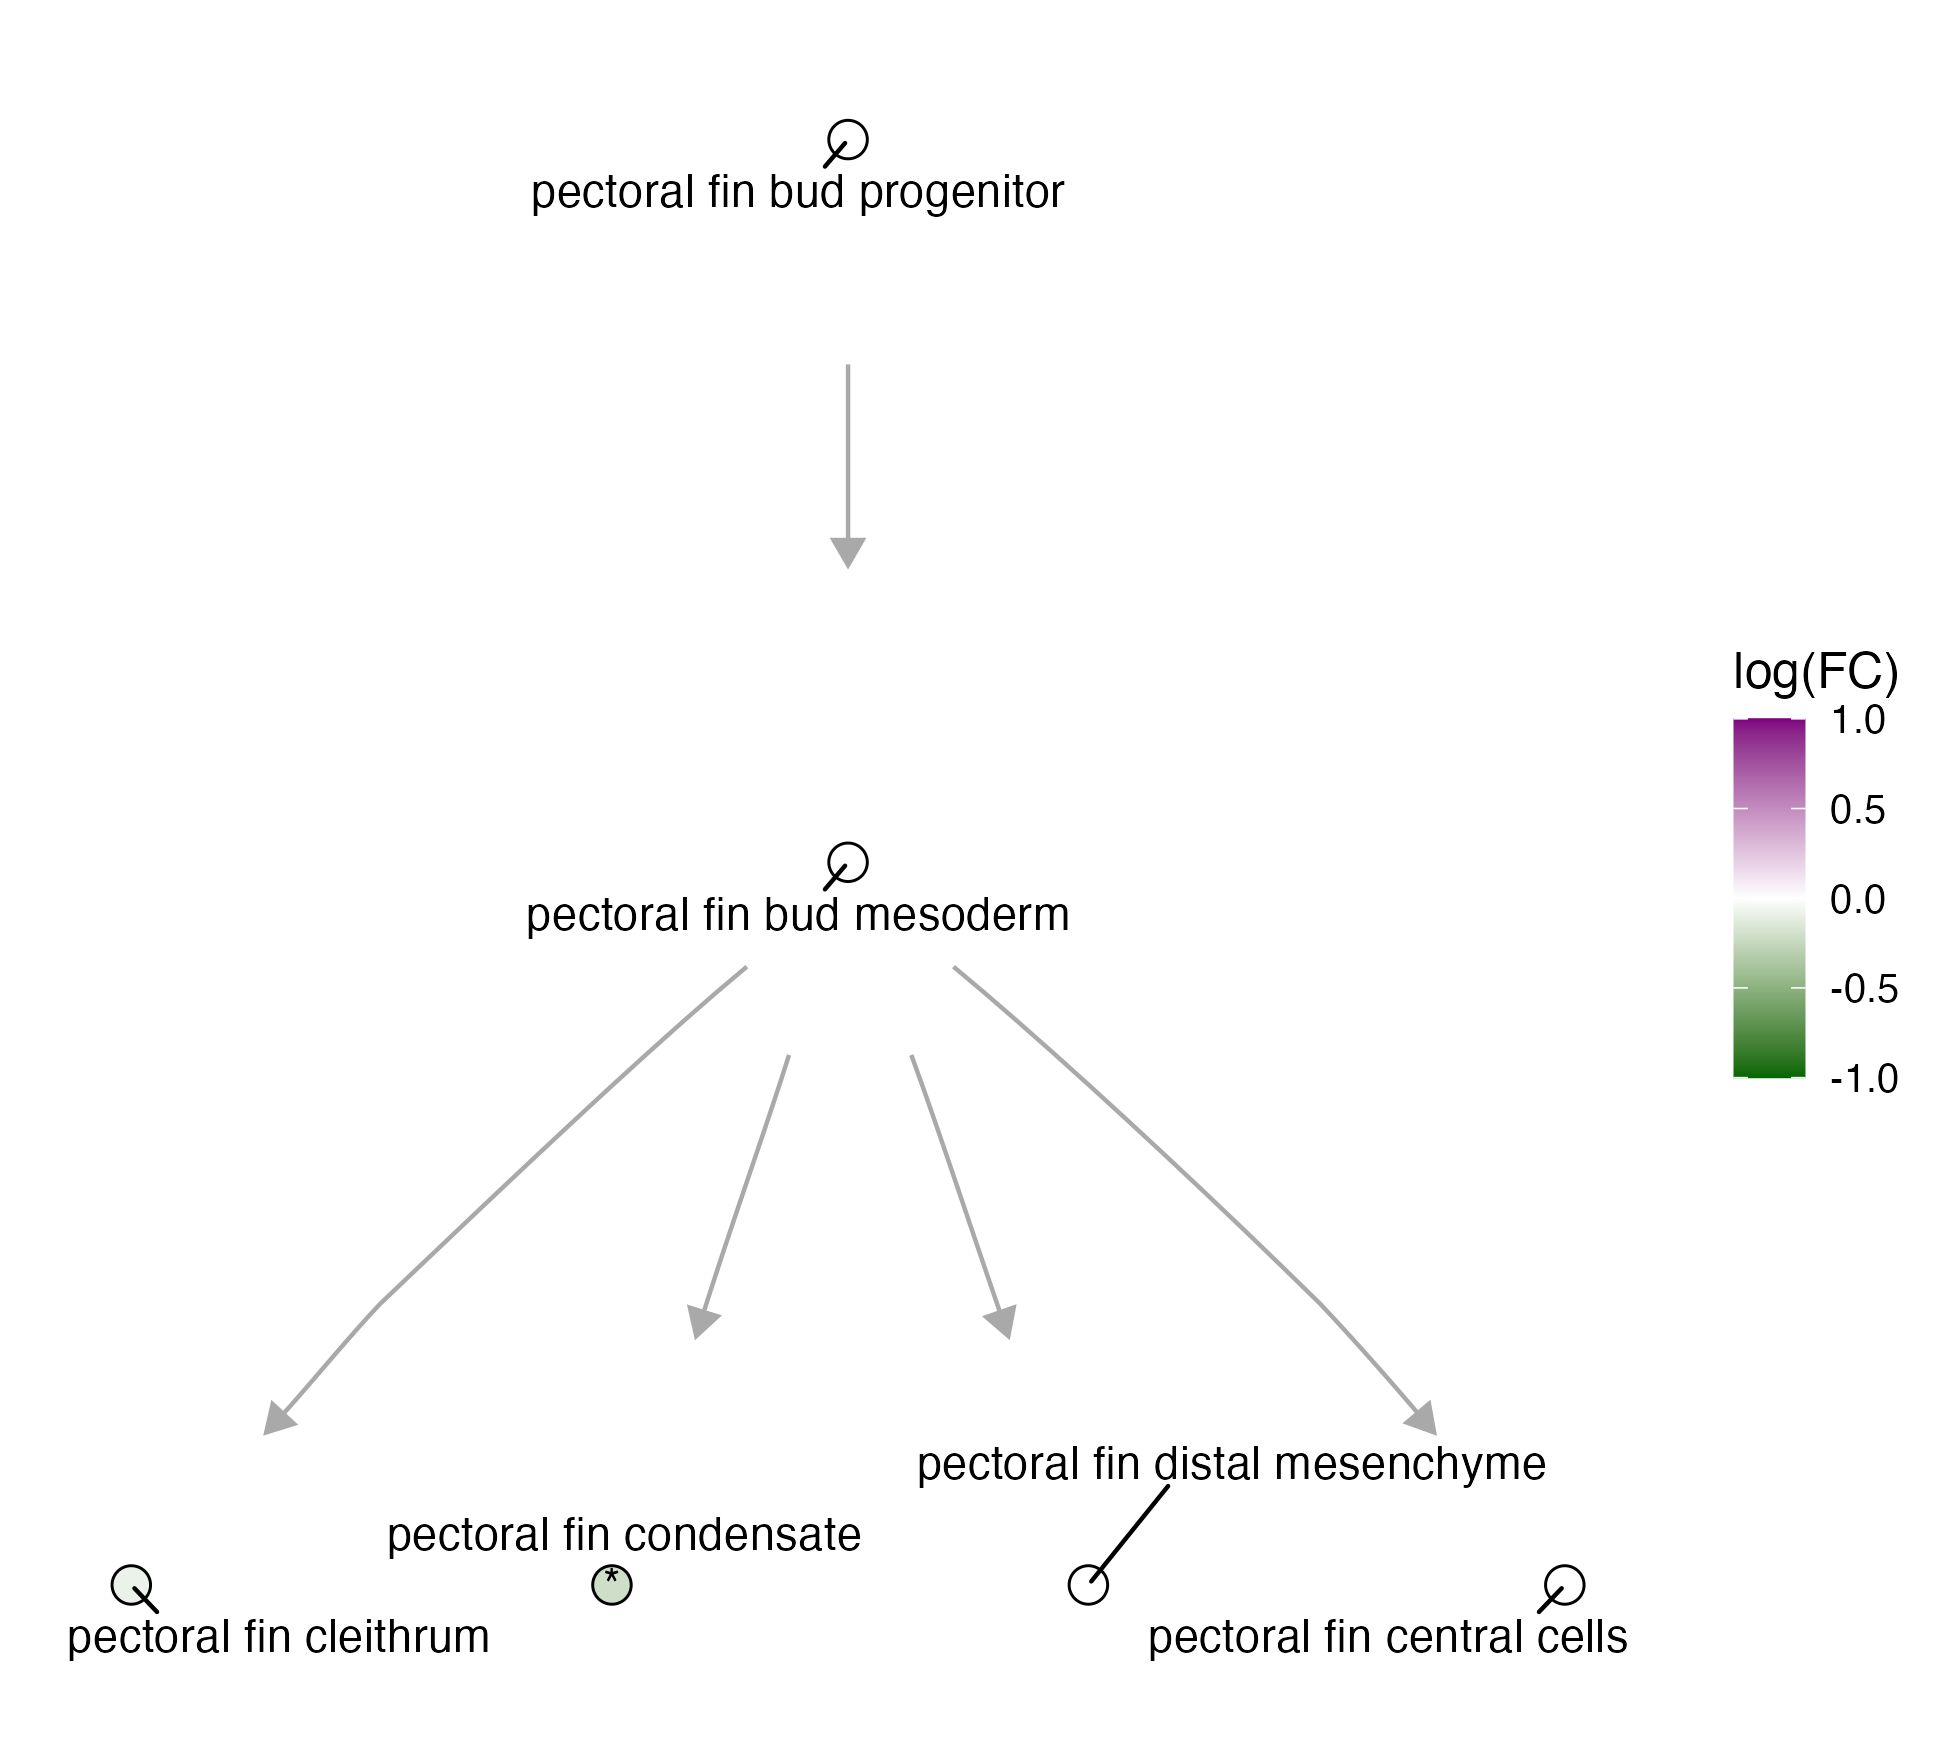 pectoral fin bud progenitor
log(FC)
1.0
0.5
0.0
-0.5
-1.0
pectoral fin bud mesoderm
pectoral fin distal mesenchyme
pectoral fin condensate
*
pectoral fin cleithrum
pectoral fin central cells